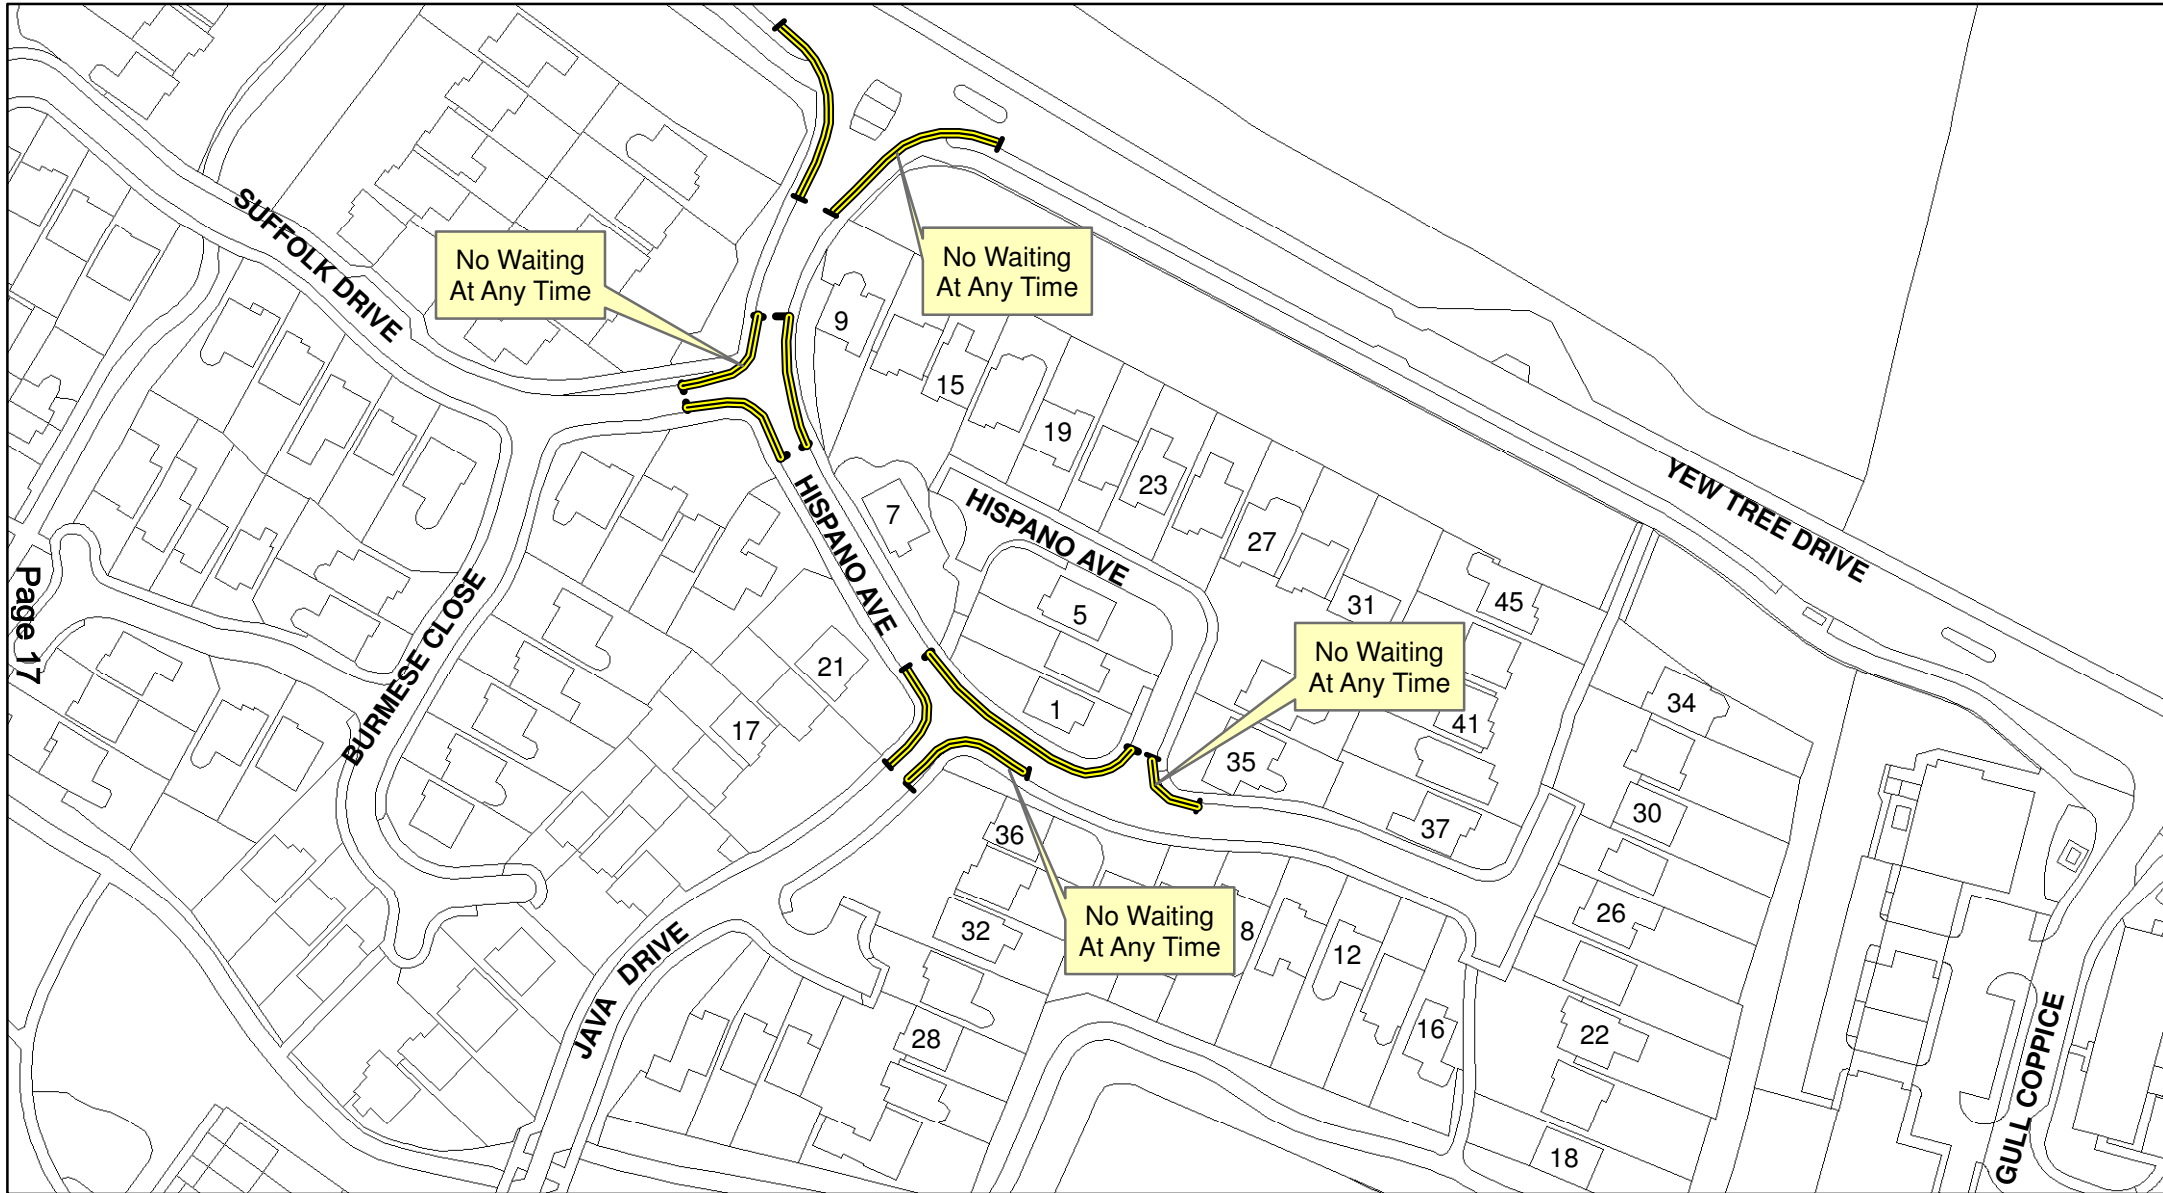 SUFFOLK DRIVE
No Waiting
At Any Time
No Waiting
At Any Time
9
15
19
23
YEW TREE DRIVE
HISPANO AVE
7
HISPANO AVE
27
5
31
45
Page 17
BURMESE CLOSE
21
No Waiting
At Any Time
1
17
41
34
35
36
37
30
32
No Waiting
At Any Time
8
12
26
JAVA DRIVE
28
16
22
GULL COPPICE
18